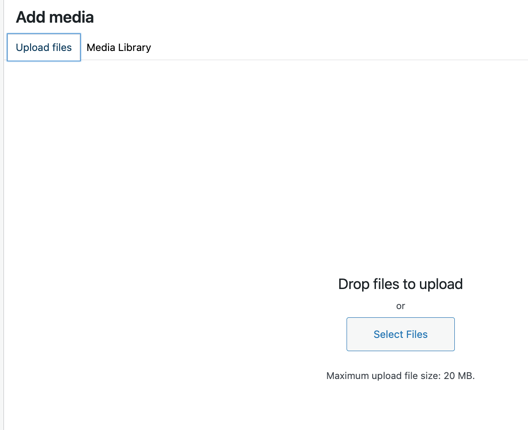 Add media
Upload files Media Library
Drop files to upload
or
Select Files
Maximum upload file size: 20 MB.